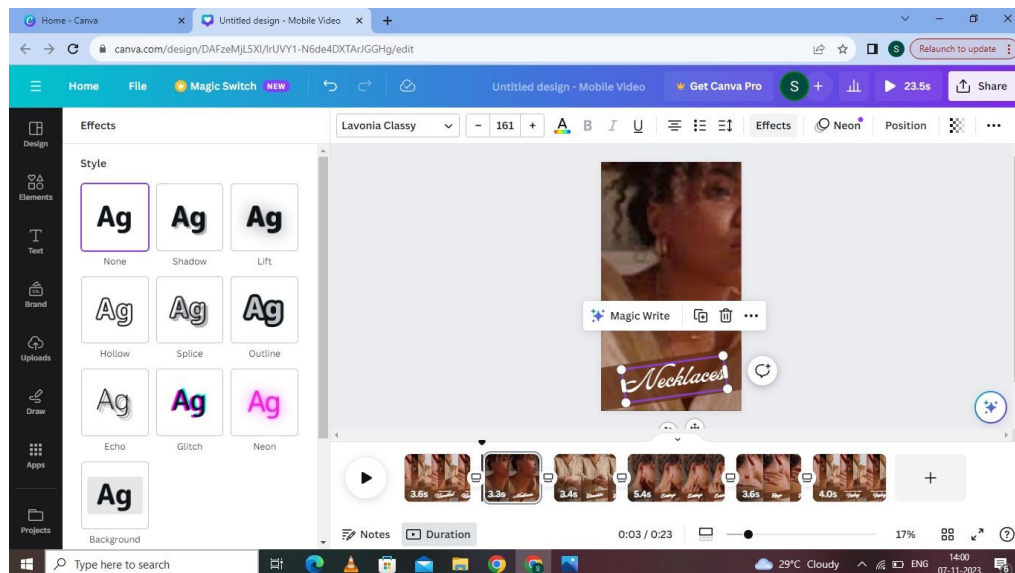 Home - Canva
Untitled design - Mobile Video
canva.com/design/DAFzeMjL5XI/IrUVY1-N6de4DXTArJGGHg/edit
S
Relaunch to update
Home
File
Magic Switch
NEW
Untitled design - Mobile Video
Get Canva Pro
S
23.5s
Share
Design
Elements
Text
Brand
Uploads
Draw
Apps
Projects
Effects
Style
Ag Ag Ag
None Shadow Lift
Ag Ag Ag
Hollow Splice Outline
Ag Ag Ag
Echo Glitch Neon
Ag
Background
Lavonia Classy
- 161 +
A B I U
Effects
Neon
Position
Magic Write
Necklaces
3.6s 3.3s 3.4s 5.4s 3.6s 4.0s
Notes
Duration
0:03 / 0:23
17%
Type here to search
29°C Cloudy
ENG
14:00
07-11-2023
6